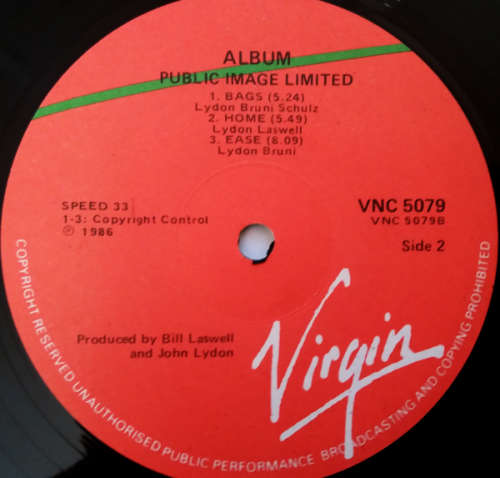 ALBUM
PUBLIC IMAGE LIMITED
1. BAGS (5.24)
Lydon Bruni Schulz
2. HOME (5.49)
Lydon Laswell
3. EASE (8.09)
Lydon Bruni
SPEED 33
1-3: Copyright Control
℗ 1986
VNC 5079
VNC 5079B
Side 2
Produced by Bill Laswell
and John Lydon
Virgin
COPYRIGHT RESERVED UNAUTHORISED PUBLIC PERFORMANCE BROADCASTING AND COPYING PROHIBITED